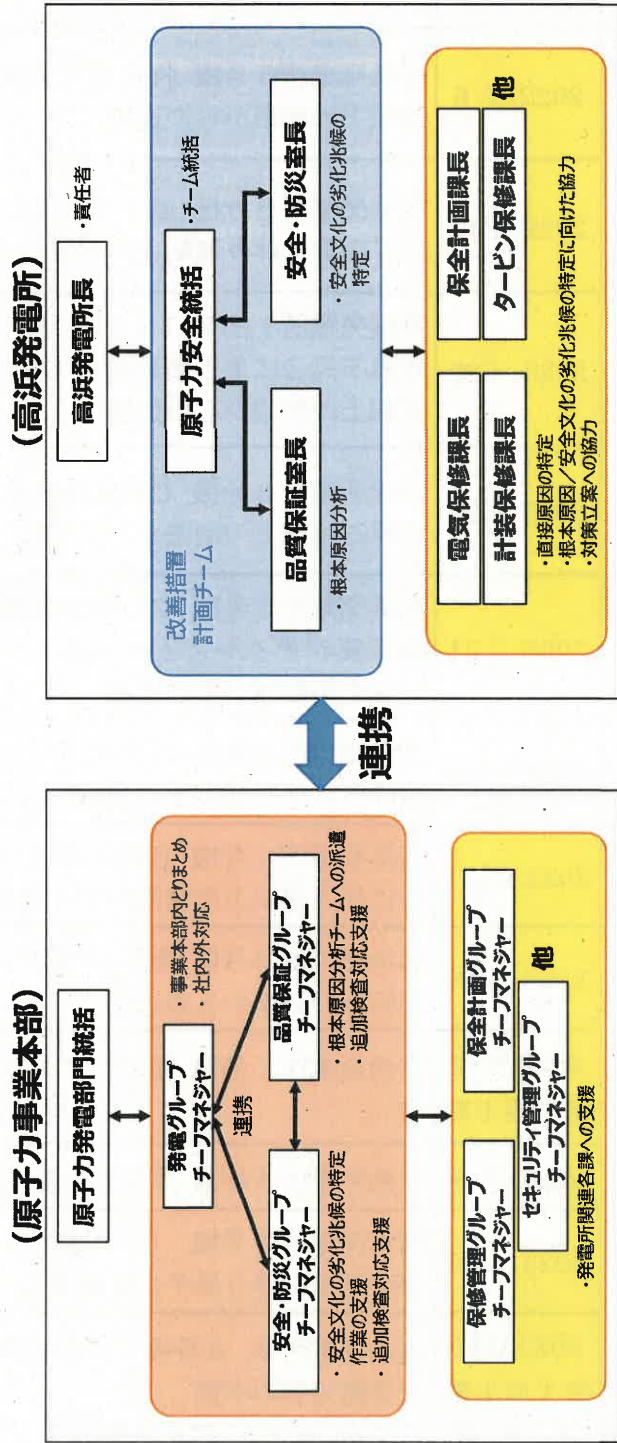 (原子力事業本部)
原子力発電部門統括
発電グループ
チーフマネジャー
・事業本部内とりまとめ
・社内外対応
連携
安全・防災グループ
チーフマネジャー
・安全文化の劣化兆候の特定
作業の支援
・追加検査対応支援
品質保証グループ
チーフマネジャー
・根本原因分析チームへの派遣
・追加検査対応支援
保修管理グループ
チーフマネジャー
保全計画グループ
チーフマネジャー
セキュリティ管理グループ
チーフマネジャー
他
・発電所関連各課への支援
連携
(高浜発電所)
高浜発電所長
・責任者
改善措置
計画チーム
原子力安全統括
・チーム統括
品質保証室長
・根本原因分析
安全・防災室長
・安全文化の劣化兆候の
特定
電気保修課長
計装保修課長
保全計画課長
タービン保修課長
他
・直接原因の特定
・根本原因/安全文化の劣化兆候の特定に向けた協力
・対策立案への協力